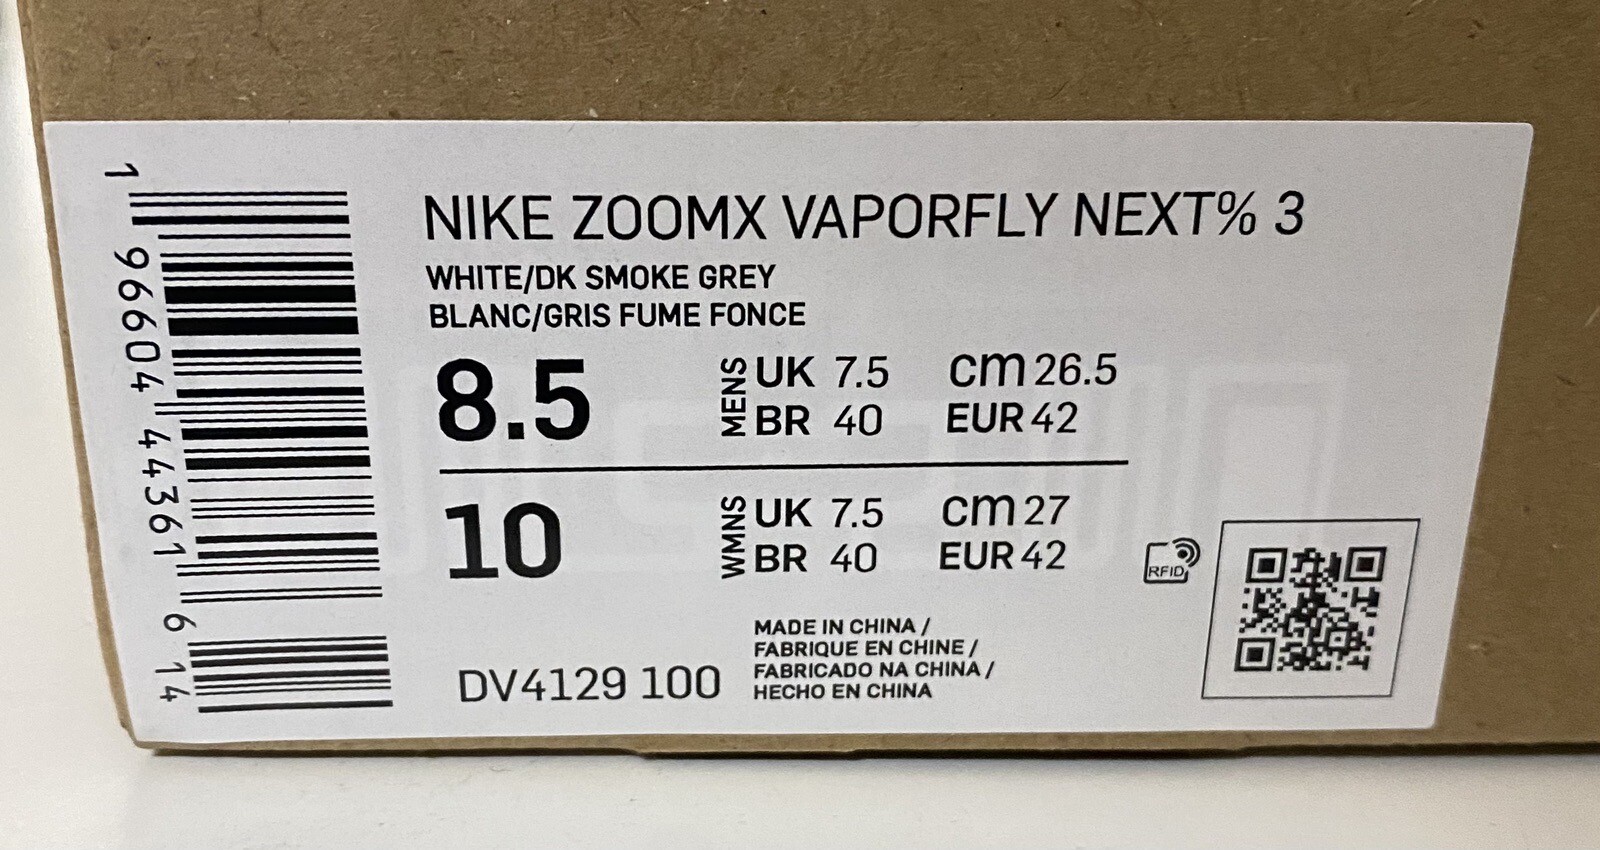 1 96604 44361 6 14
NIKE ZOOMX VAPORFLY NEXT% 3
WHITE/DK SMOKE GREY
BLANC/GRIS FUME FONCE
8.5 MENS UK 7.5 cm 26.5
BR 40 EUR 42
10 WMNS UK 7.5 cm 27
BR 40 EUR 42
RFID
DV4129 100
MADE IN CHINA /
FABRIQUE EN CHINE /
FABRICADO NA CHINA /
HECHO EN CHINA